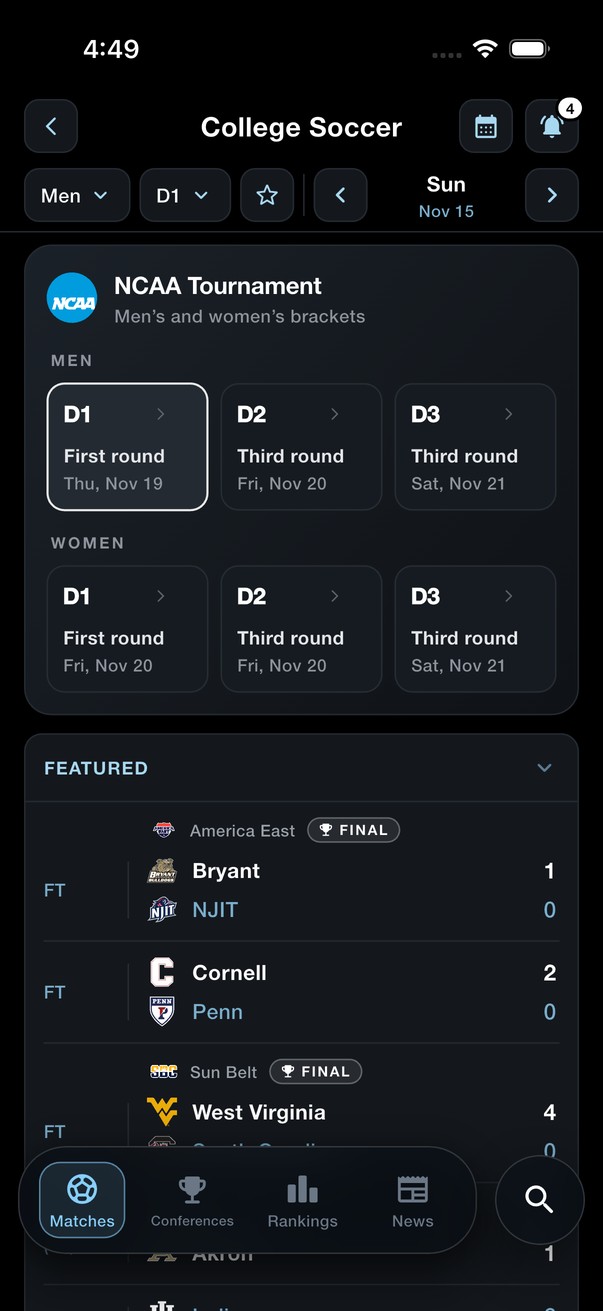 4:49
4
College Soccer
Men D1 Sun
Nov 15
NCAA
NCAA Tournament
Men’s and women’s brackets
MEN
D1 D2 D3
First round Third round Third round
Thu, Nov 19 Fri, Nov 20 Sat, Nov 21
WOMEN
D1 D2 D3
First round Third round Third round
Fri, Nov 20 Fri, Nov 20 Sat, Nov 21
FEATURED
America East FINAL
Bryant 1
FT
NJIT 0
Cornell 2
FT
Penn 0
Sun Belt FINAL
West Virginia 4
FT
0
Matches Conferences Rankings News
Akron 1